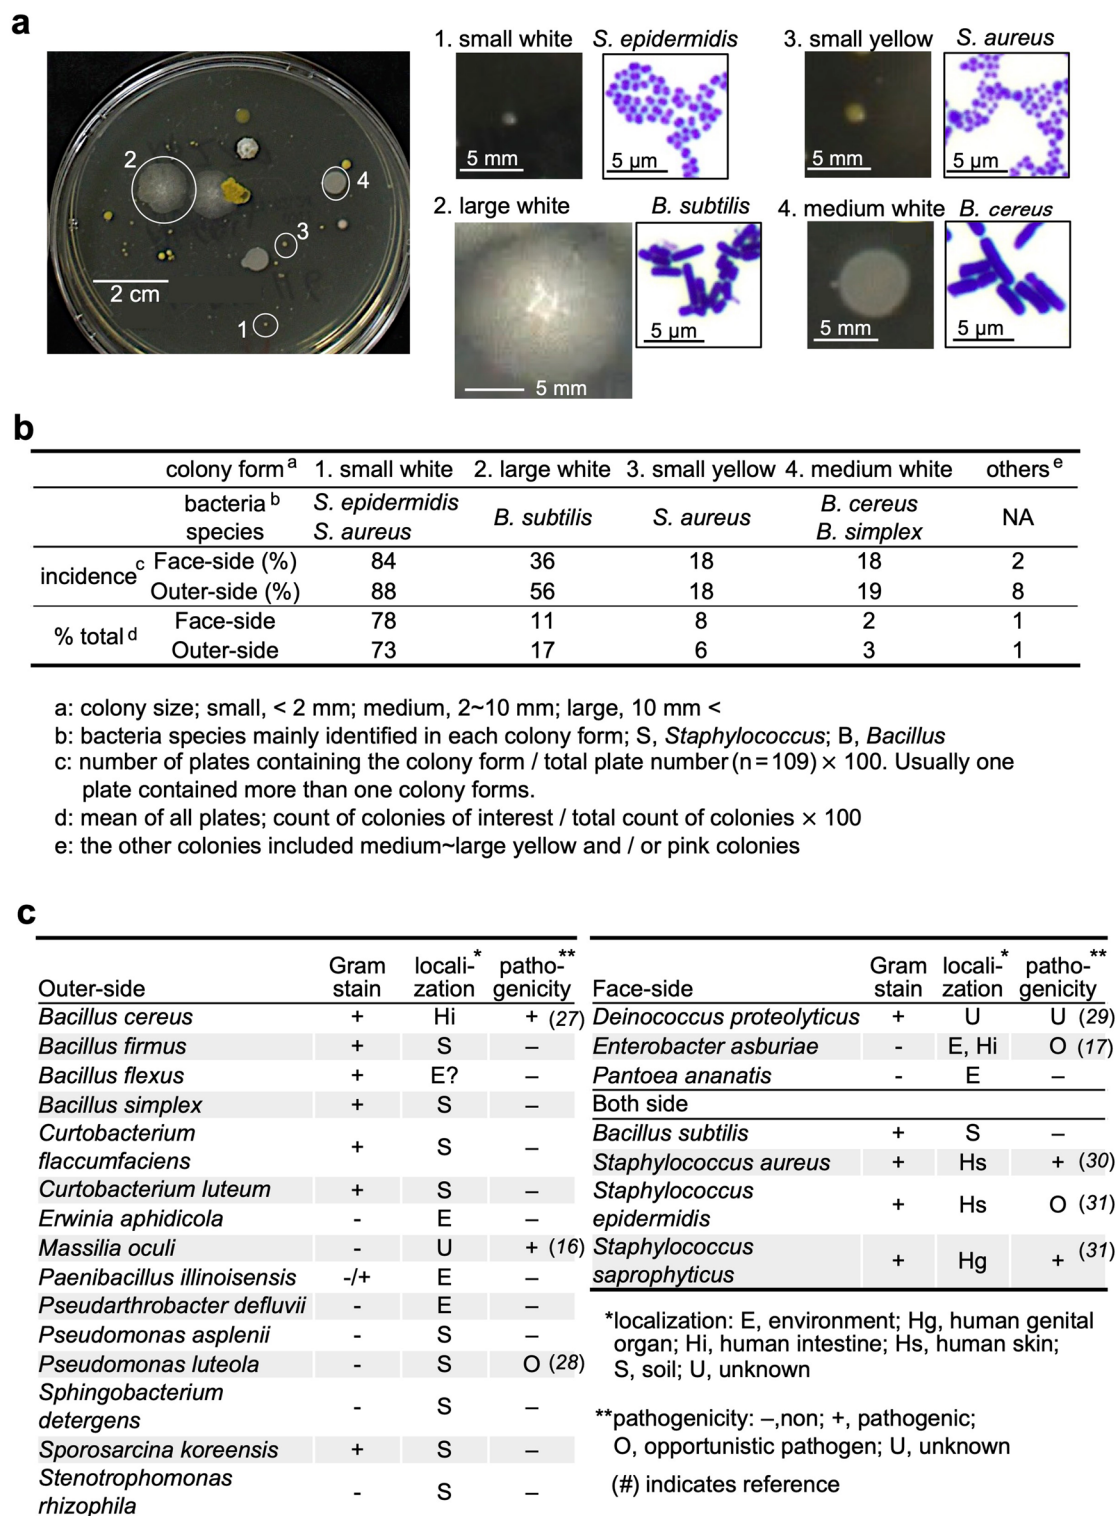 a
1. small white S. epidermidis
3. small yellow S. aureus
2
4
3
1
2 cm
5 mm
5 µm
5 mm
5 µm
2. large white B. subtilis
4. medium white B. cereus
5 mm
5 µm
5 mm
5 µm
b
colony form a 1. small white 2. large white 3. small yellow 4. medium white others e
bacteria b species S. epidermidis S. aureus B. subtilis S. aureus B. cereus B. simplex NA
incidence c Face-side (%) 84 36 18 18 2
Outer-side (%) 88 56 18 19 8
% total d Face-side 78 11 8 2 1
Outer-side 73 17 6 3 1
a: colony size; small, < 2 mm; medium, 2~10 mm; large, 10 mm <
b: bacteria species mainly identified in each colony form; S, Staphylococcus; B, Bacillus
c: number of plates containing the colony form / total plate number (n=109) × 100. Usually one
plate contained more than one colony forms.
d: mean of all plates; count of colonies of interest / total count of colonies × 100
e: the other colonies included medium~large yellow and / or pink colonies
c
Outer-side Gram stain locali-zation* patho-genicity**
Bacillus cereus + Hi + (27)
Bacillus firmus + S –
Bacillus flexus + E? –
Bacillus simplex + S –
Curtobacterium
flaccumfaciens + S –
Curtobacterium luteum + S –
Erwinia aphidicola - E –
Massilia oculi - U + (16)
Paenibacillus illinoisensis -/+ E –
Pseudarthrobacter defluvii - E –
Pseudomonas asplenii - S –
Pseudomonas luteola - S O (28)
Sphingobacterium
detergens - S –
Sporosarcina koreensis + S –
Stenotrophomonas
rhizophila - S –
Face-side Gram stain locali-zation* patho-genicity**
Deinococcus proteolyticus + U U (29)
Enterobacter asburiae - E, Hi O (17)
Pantoea ananatis - E –
Both side
Bacillus subtilis + S –
Staphylococcus aureus + Hs + (30)
Staphylococcus
epidermidis + Hs O (31)
Staphylococcus
saprophyticus + Hg + (31)
*localization: E, environment; Hg, human genital
organ; Hi, human intestine; Hs, human skin;
S, soil; U, unknown
**pathogenicity: –,non; +, pathogenic;
O, opportunistic pathogen; U, unknown
(#) indicates reference